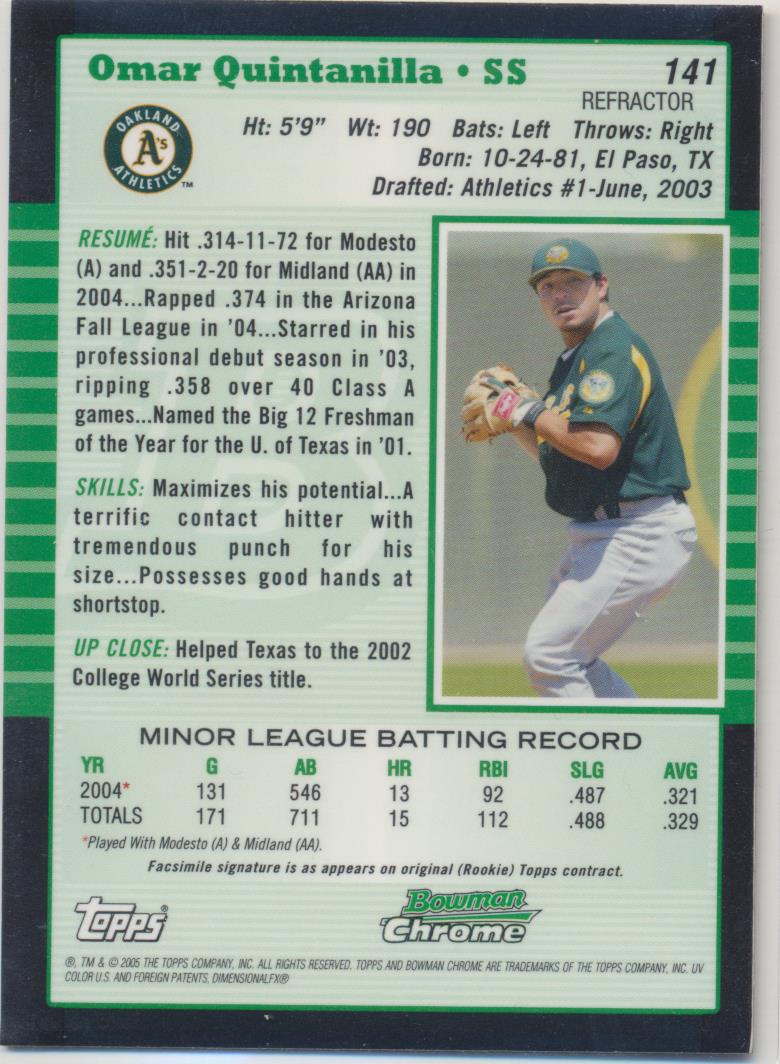 Omar Quintanilla • SS 141
REFRACTOR
OAKLAND
A's
ATHLETICS
TM
Ht: 5'9" Wt: 190 Bats: Left Throws: Right
Born: 10-24-81, El Paso, TX
Drafted: Athletics #1-June, 2003
RESUMÉ: Hit .314-11-72 for Modesto
(A) and .351-2-20 for Midland (AA) in
2004...Rapped .374 in the Arizona
Fall League in '04...Starred in his
professional debut season in '03,
ripping .358 over 40 Class A
games...Named the Big 12 Freshman
of the Year for the U. of Texas in '01.
SKILLS: Maximizes his potential...A
terrific contact hitter with
tremendous punch for his
size...Possesses good hands at
shortstop.
UP CLOSE: Helped Texas to the 2002
College World Series title.
MINOR LEAGUE BATTING RECORD
YR G AB HR RBI SLG AVG
2004* 131 546 13 92 .487 .321
TOTALS 171 711 15 112 .488 .329
*Played With Modesto (A) & Midland (AA).
Facsimile signature is as appears on original (Rookie) Topps contract.
topps®
Bowman
Chrome
®, TM & © 2005 THE TOPPS COMPANY, INC. ALL RIGHTS RESERVED. TOPPS AND BOWMAN CHROME ARE TRADEMARKS OF THE TOPPS COMPANY, INC. UV
COLOR U.S. AND FOREIGN PATENTS, DIMENSIONALFX®